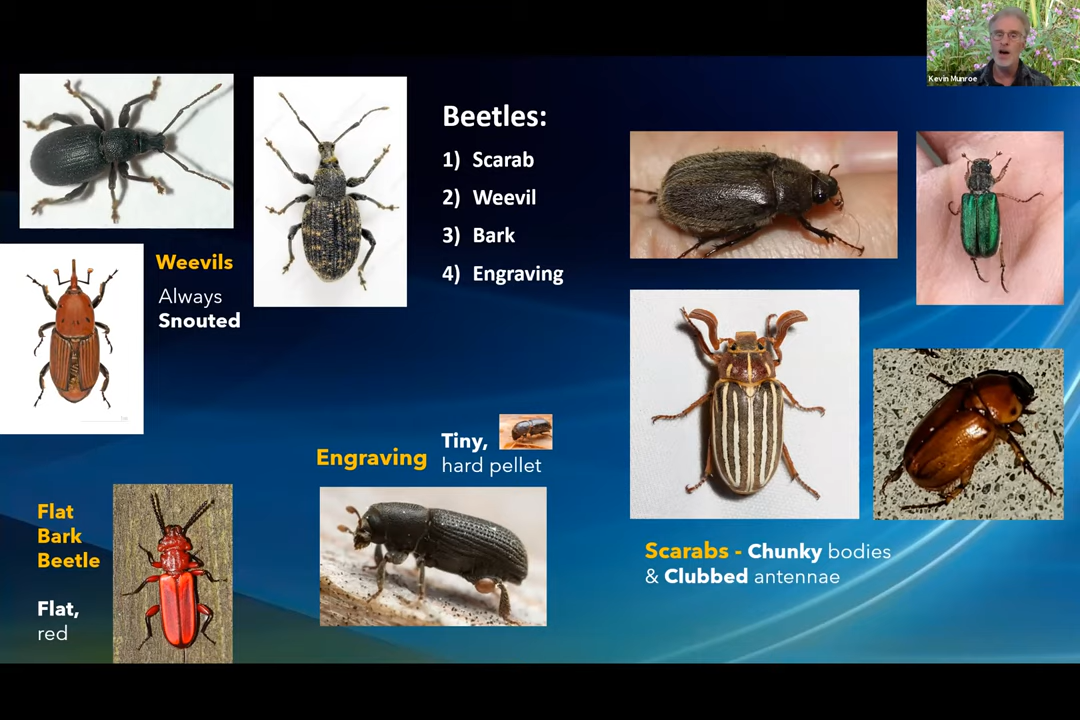 Kevin Munroe
Beetles:
1) Scarab
2) Weevil
3) Bark
4) Engraving
Weevils
Always
Snouted
Tiny,
hard pellet
Engraving
Flat
Bark
Beetle
Flat,
red
Scarabs - Chunky bodies
& Clubbed antennae